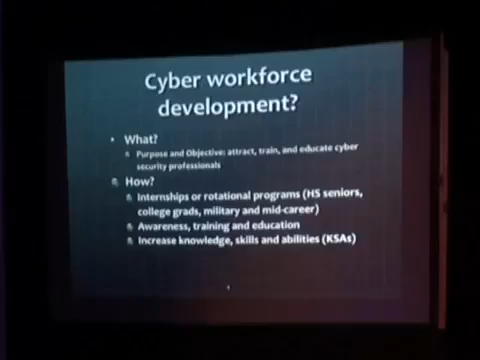 Cyber workforce
development?
• What?
Purpose and Objective: attract, train, and educate cyber
security professionals
How?
Internships or rotational programs (HS seniors,
college grads, military and mid-career)
Awareness, training and education
Increase knowledge, skills and abilities (KSAs)